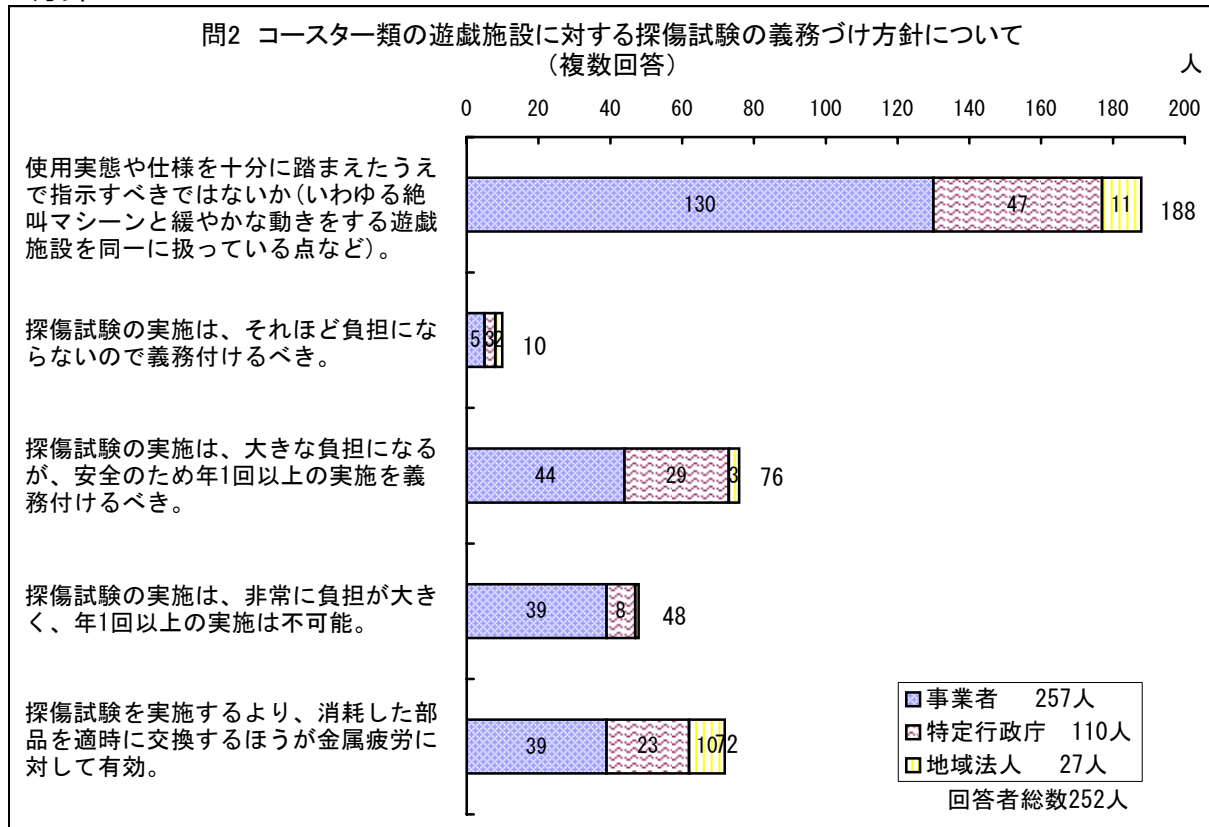 問2 コースター類の遊戯施設に対する探傷試験の義務づけ方針について
（複数回答）
人
0 20 40 60 80 100 120 140 160 180 200
使用実態や仕様を十分に踏まえたうえ
で指示すべきではないか（いわゆる絶
叫マシーンと緩やかな動きをする遊戯
施設を同一に扱っている点など）。
130 47 11 188
探傷試験の実施は、それほど負担にな
らないので義務付けるべき。
5 3 2 10
探傷試験の実施は、大きな負担になる
が、安全のため年1回以上の実施を義
務付けるべき。
44 29 3 76
探傷試験の実施は、非常に負担が大き
く、年1回以上の実施は不可能。
39 8 48
探傷試験を実施するより、消耗した部
品を適時に交換するほうが金属疲労に
対して有効。
39 23 10 72
事業者 257人
特定行政庁 110人
地域法人 27人
回答者総数252人